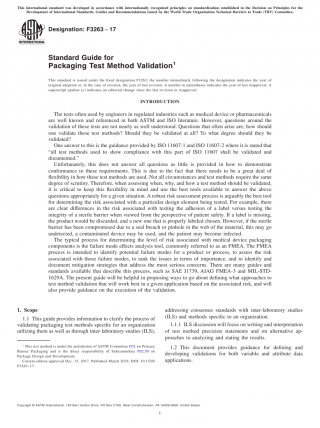 This international standard was developed in accordance with internationally recognized principles on standardization established in the Decision on Principles for the
Development of International Standards, Guides and Recommendations issued by the World Trade Organization Technical Barriers to Trade (TBT) Committee.
Designation: F3263 – 17
Standard Guide for
Packaging Test Method Validation¹
This standard is issued under the fixed designation F3263; the number immediately following the designation indicates the year of
original adoption or, in the case of revision, the year of last revision. A number in parentheses indicates the year of last reapproval. A
superscript epsilon (ε) indicates an editorial change since the last revision or reapproval.
INTRODUCTION
The tests often used by engineers in regulated industries such as medical device or pharmaceuticals
are well known and referenced in both ASTM and ISO literature. However, questions around the
validation of these tests are not nearly as well understood. Questions that often arise are; how should
one validate these test methods? Should they be validated at all? To what degree should they be
validated?
One answer to this is the guidance provided by ISO 11607-1 and ISO 11607-2 where it is stated that
“all test methods used to show compliance with this part of ISO 11607 shall be validated and
documented.”
Unfortunately, this does not answer all questions as little is provided in how to demonstrate
conformance to these requirements. This is due to the fact that there needs to be a great deal of
flexibility in how these test methods are used. Not all circumstances and test methods require the same
degree of scrutiny. Therefore, when assessing when, why, and how a test method should be validated,
it is critical to keep this flexibility in mind and use the best tools available to answer the above
questions appropriately for a given situation. A robust risk assessment process is arguably the best tool
for determining the risk associated with a particular design element being tested. For example, there
are clear differences in the risk associated with testing the adhesion of a label versus testing the
integrity of a sterile barrier when viewed from the perspective of patient safety. If a label is missing,
the product would be discarded, and a new one that is properly labeled chosen. However, if the sterile
barrier has been compromised due to a seal breach or pinhole in the web of the material, this may go
undetected, a contaminated device may be used, and the patient may become infected.
The typical process for determining the level of risk associated with medical device packaging
components is the failure mode effects analysis tool, commonly referred to as an FMEA. The FMEA
process is intended to identify potential failure modes for a product or process, to assess the risk
associated with those failure modes, to rank the issues in terms of importance, and to identify and
document mitigation strategies that address the most serious concerns. There are many guides and
standards available that describe this process, such as SAE J1739, AIAG FMEA-3 and MIL-STD-
1629A. The present guide will be helpful in proposing ways to go about defining what approaches to
test method validation that will work best in a given application based on the associated risk, and will
also provide guidance on the execution of the validation.
1. Scope
1.1 This guide provides information to clarify the process of
validating packaging test methods specific for an organization
utilizing them as well as through inter-laboratory studies (ILS),
¹ This test method is under the jurisdiction of ASTM Committee F02 on Primary
Barrier Packaging and is the direct responsibility of Subcommittee F02.50 on
Package Design and Development.
Current edition approved Dec. 15, 2017. Published March 2018. DOI: 10.1520/
F3263-17.
addressing consensus standards with inter-laboratory studies
(ILS) and methods specific to an organization.
1.1.1 ILS discussion will focus on writing and interpretation
of test method precision statements and on alternative ap-
proaches to analyzing and stating the results.
1.2 This document provides guidance for defining and
developing validations for both variable and attribute data
applications.
Copyright © ASTM International, 100 Barr Harbor Drive, PO Box C700, West Conshohocken, PA 19428-2959. United States
1